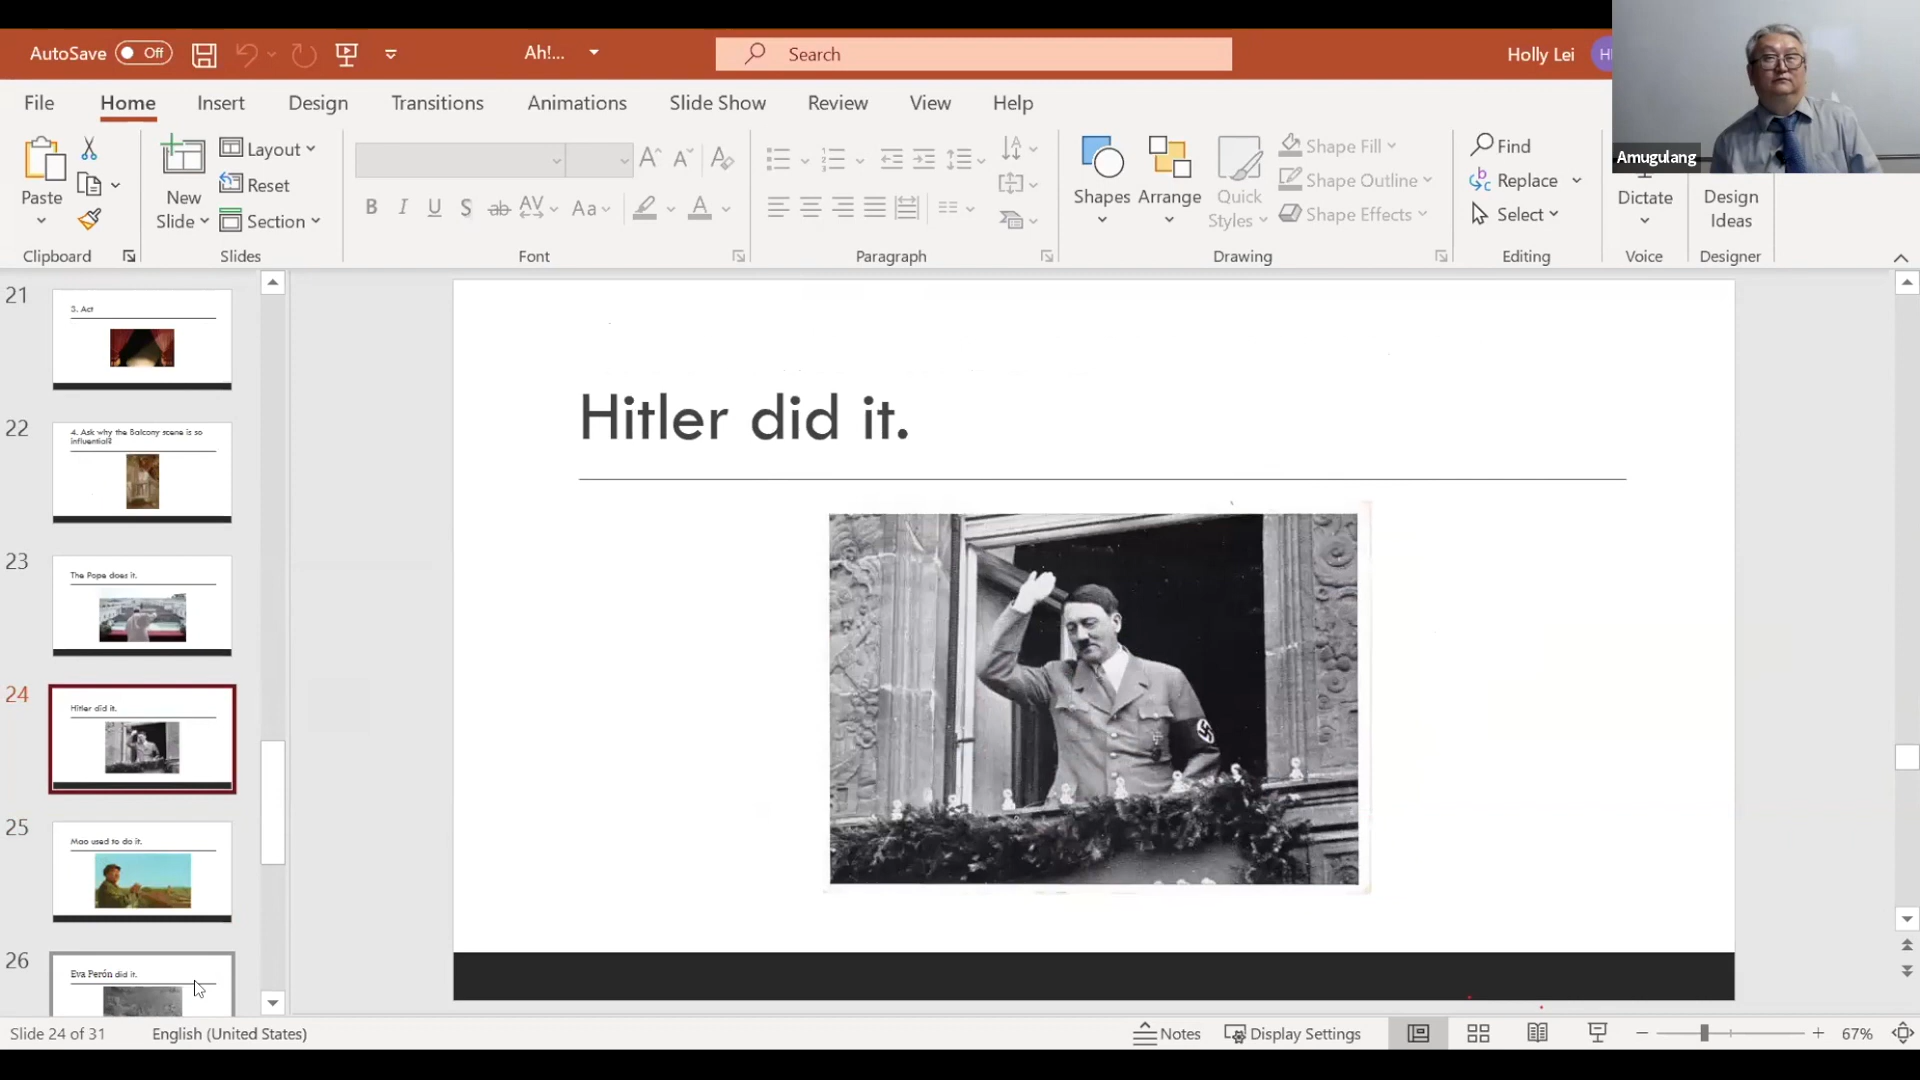 AutoSave Off Ah!... Search Holly Lei
File Home Insert Design Transitions Animations Slide Show Review View Help
Amugulang
Paste
New
Slide
Layout
Reset
Section
Shapes
Arrange
Quick
Styles
Shape Fill
Shape Outline
Shape Effects
Find
Replace
Select
Dictate
Design
Ideas
Clipboard Slides Font Paragraph Drawing Editing Voice Designer
21
3. Act
22
4. Ask why the Balcony scene is so
influential?
23
The Pope does it.
24
Hitler did it.
25
Mao used to do it.
26
Eva Perón did it.
Hitler did it.
Slide 24 of 31 English (United States) Notes Display Settings 67%